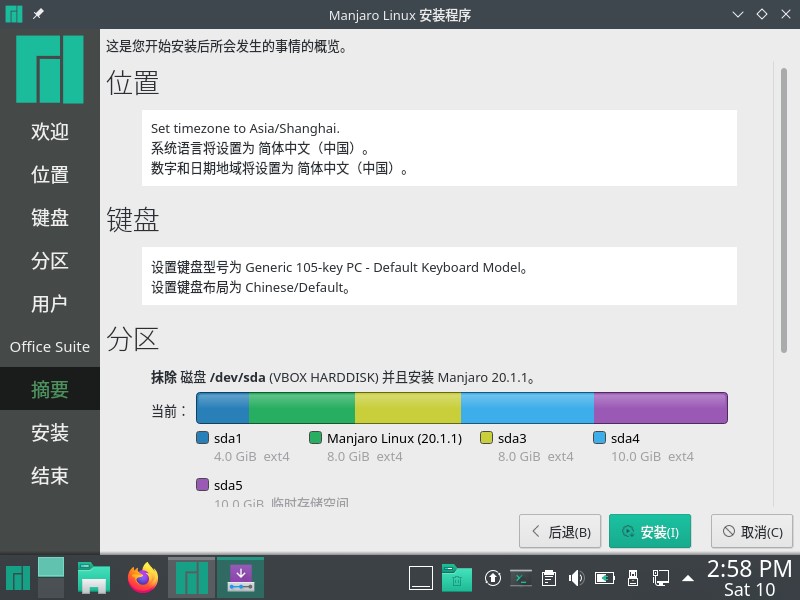 Manjaro Linux 安装程序
这是您开始安装后所会发生的事情的概览。
欢迎
位置
键盘
分区
用户
Office Suite
摘要
安装
结束
位置
Set timezone to Asia/Shanghai.
系统语言将设置为 简体中文（中国）。
数字和日期地域将设置为 简体中文（中国）。
键盘
设置键盘型号为 Generic 105-key PC - Default Keyboard Model。
设置键盘布局为 Chinese/Default。
分区
抹除 磁盘 /dev/sda (VBOX HARDDISK) 并且安装 Manjaro 20.1.1。
当前：
sda1
4.0 GiB ext4
Manjaro Linux (20.1.1)
8.0 GiB ext4
sda3
8.0 GiB ext4
sda4
10.0 GiB ext4
sda5
10.0 GiB 临时存储空间
后退(B)
安装(I)
取消(C)
2:58 PM
Sat 10